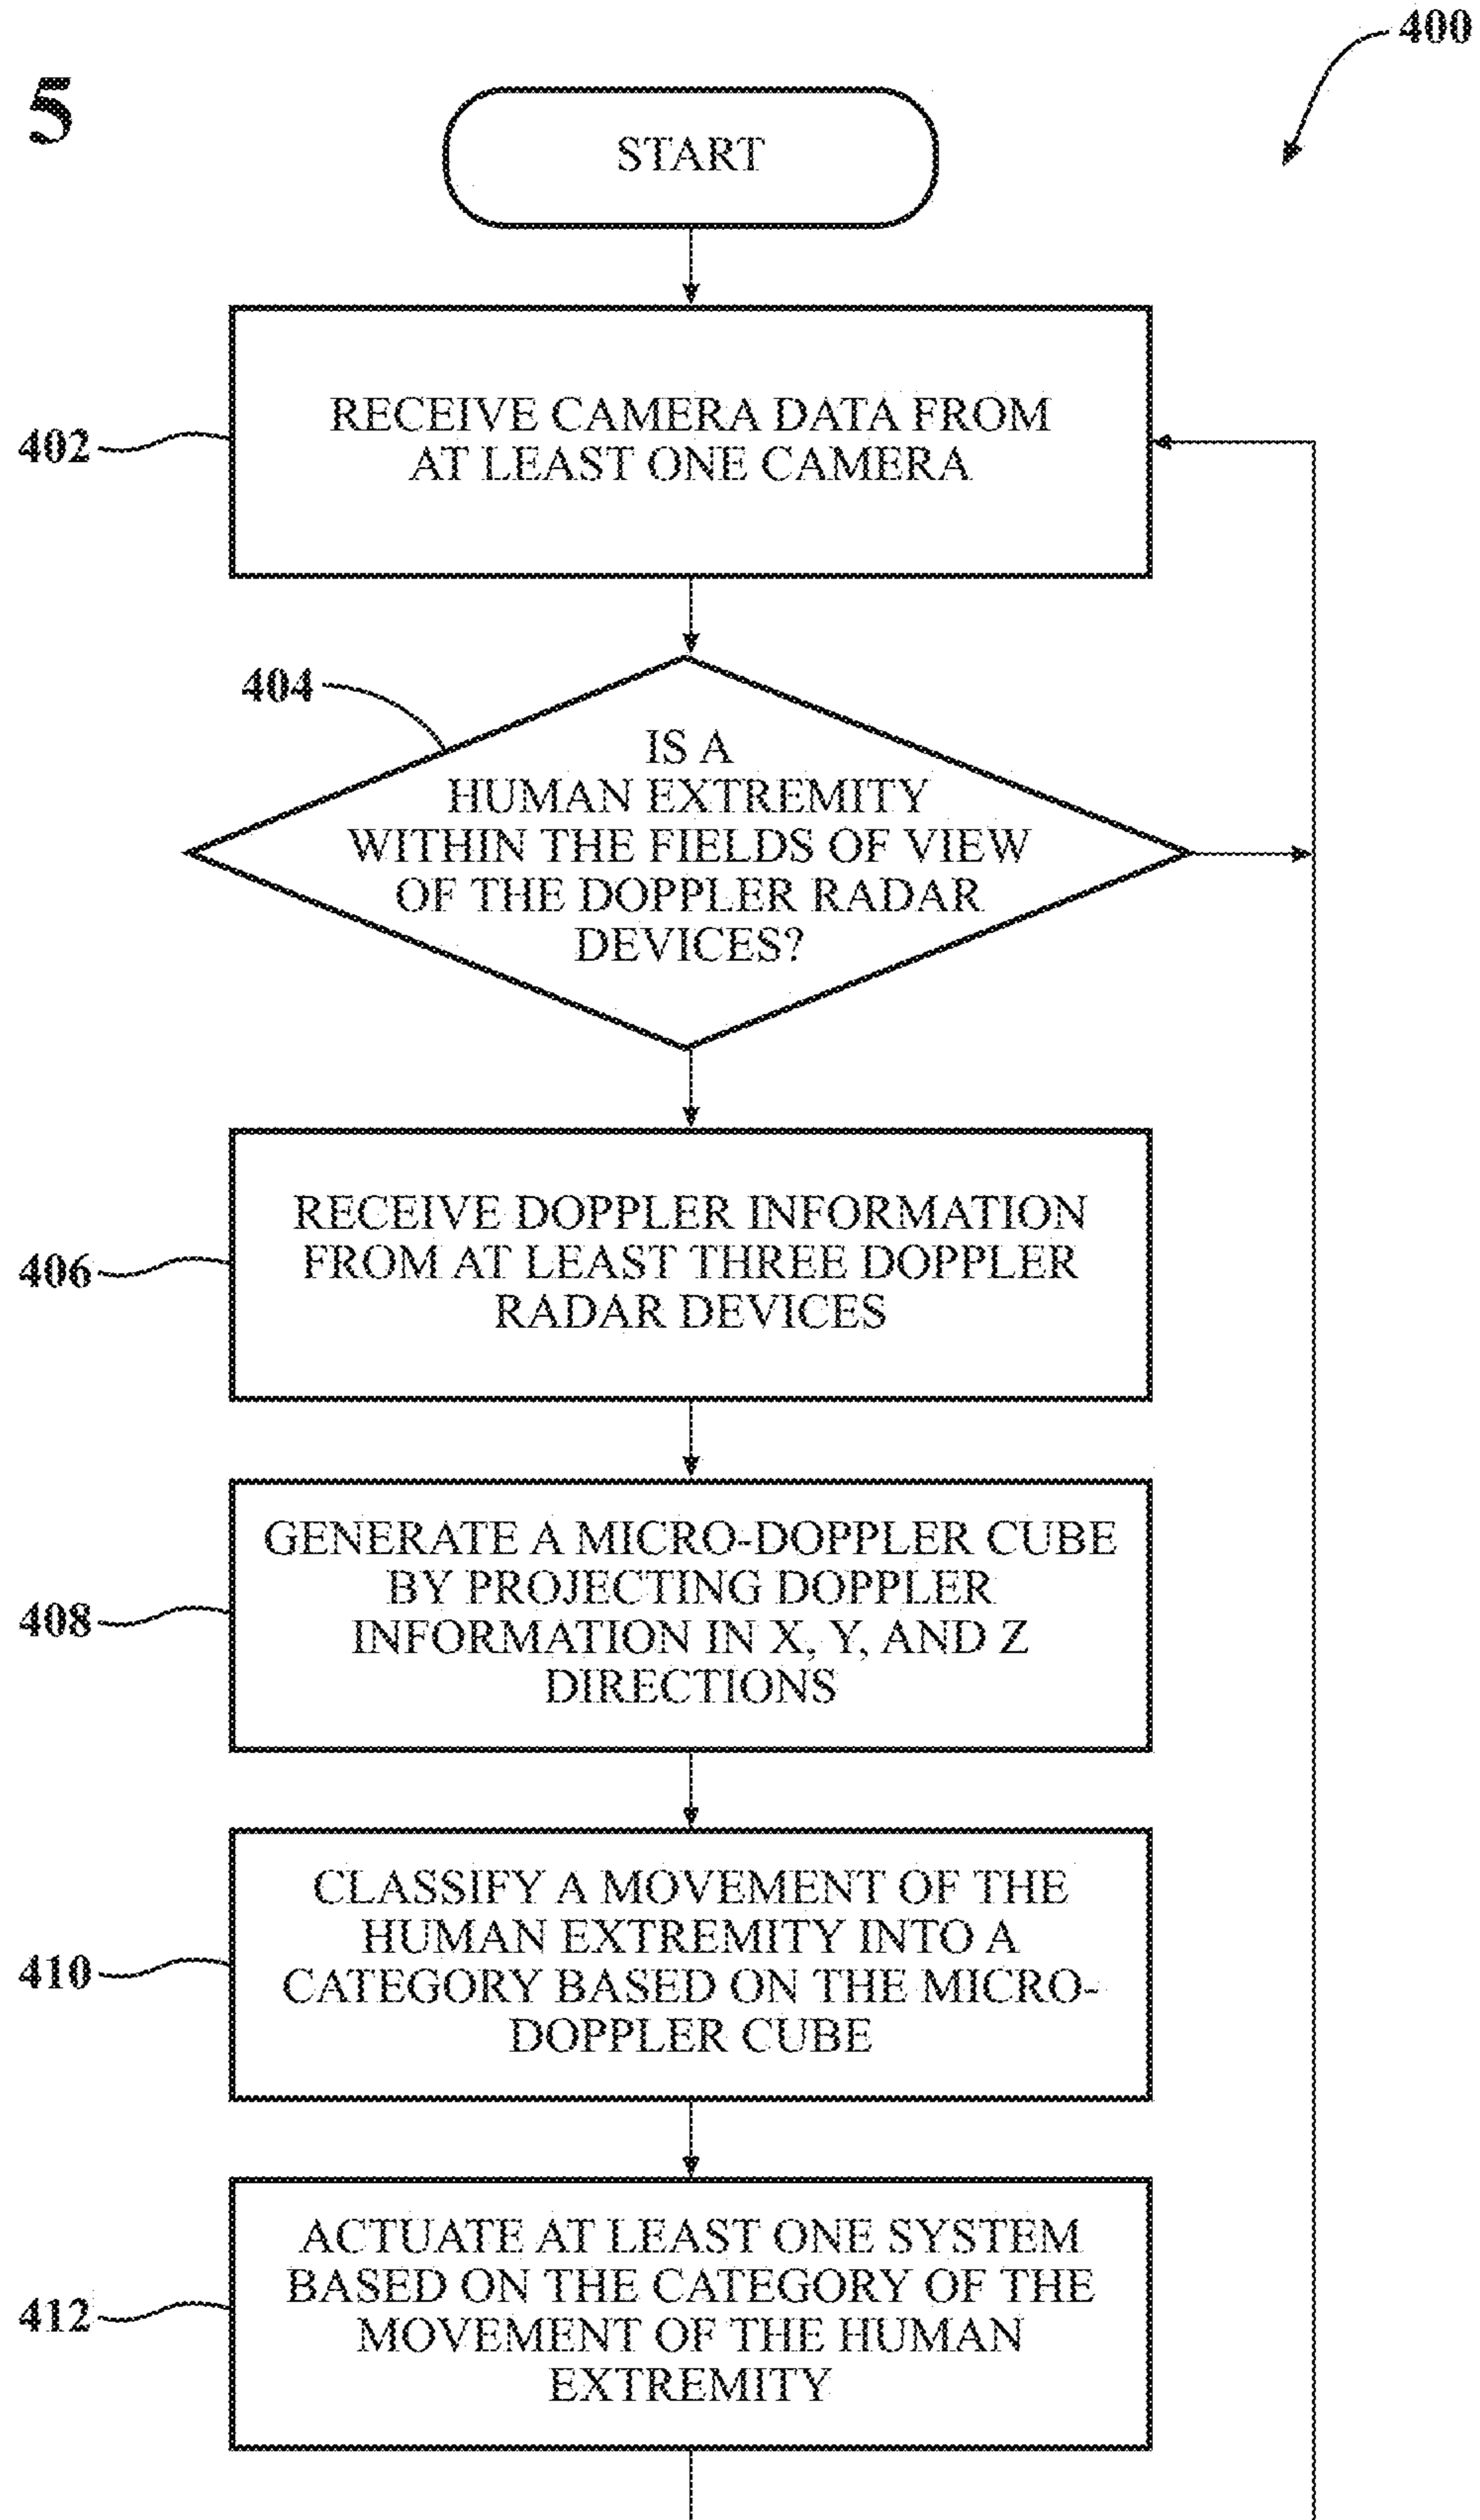 400
5
START
402
RECEIVE CAMERA DATA FROM
AT LEAST ONE CAMERA
404
IS A
HUMAN EXTREMITY
WITHIN THE FIELDS OF VIEW
OF THE DOPPLER RADAR
DEVICES?
406
RECEIVE DOPPLER INFORMATION
FROM AT LEAST THREE DOPPLER
RADAR DEVICES
408
GENERATE A MICRO-DOPPLER CUBE
BY PROJECTING DOPPLER
INFORMATION IN X, Y, AND Z
DIRECTIONS
410
CLASSIFY A MOVEMENT OF THE
HUMAN EXTREMITY INTO A
CATEGORY BASED ON THE MICRO-
DOPPLER CUBE
412
ACTUATE AT LEAST ONE SYSTEM
BASED ON THE CATEGORY OF THE
MOVEMENT OF THE HUMAN
EXTREMITY